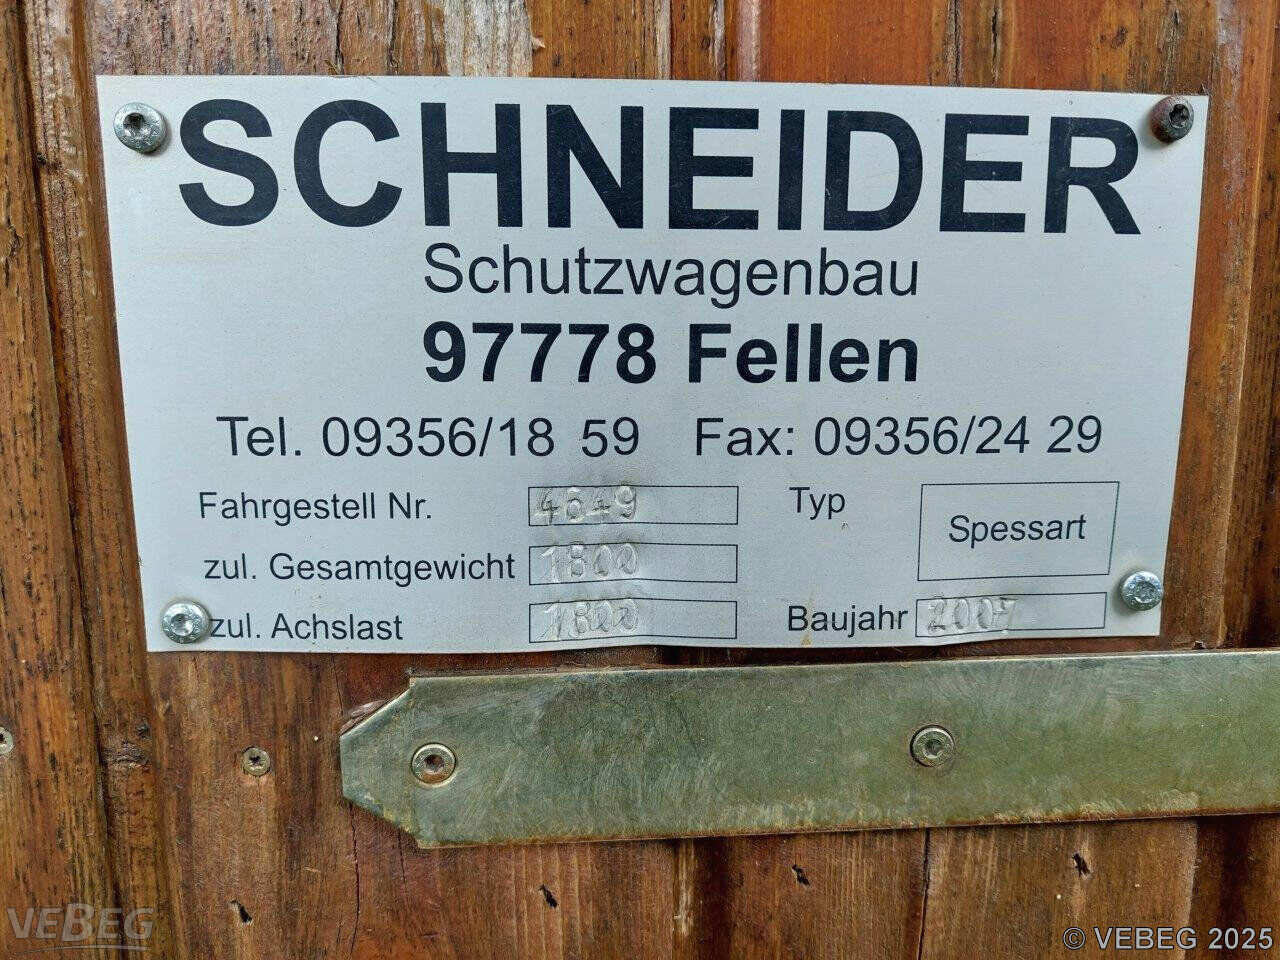 SCHNEIDER
Schutzwagenbau
97778 Fellen
Tel. 09356/18 59 Fax: 09356/24 29
Fahrgestell Nr. 4649 Typ Spessart
zul. Gesamtgewicht 1800
zul. Achslast 1800 Baujahr 2007
VEBEG
© VEBEG 2025